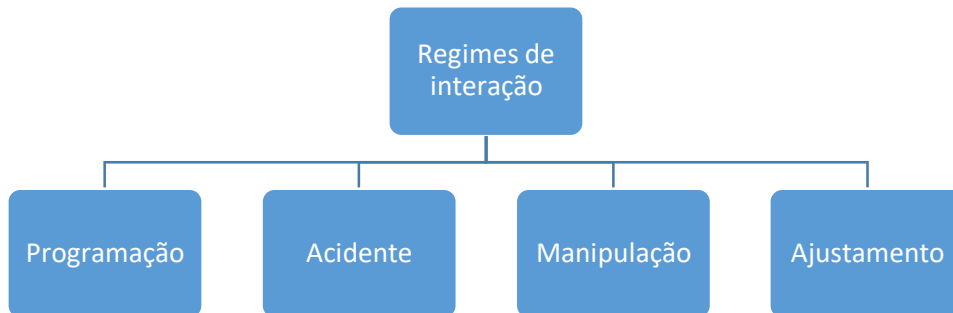 Regimes de
interação
Programação
Acidente
Manipulação
Ajustamento